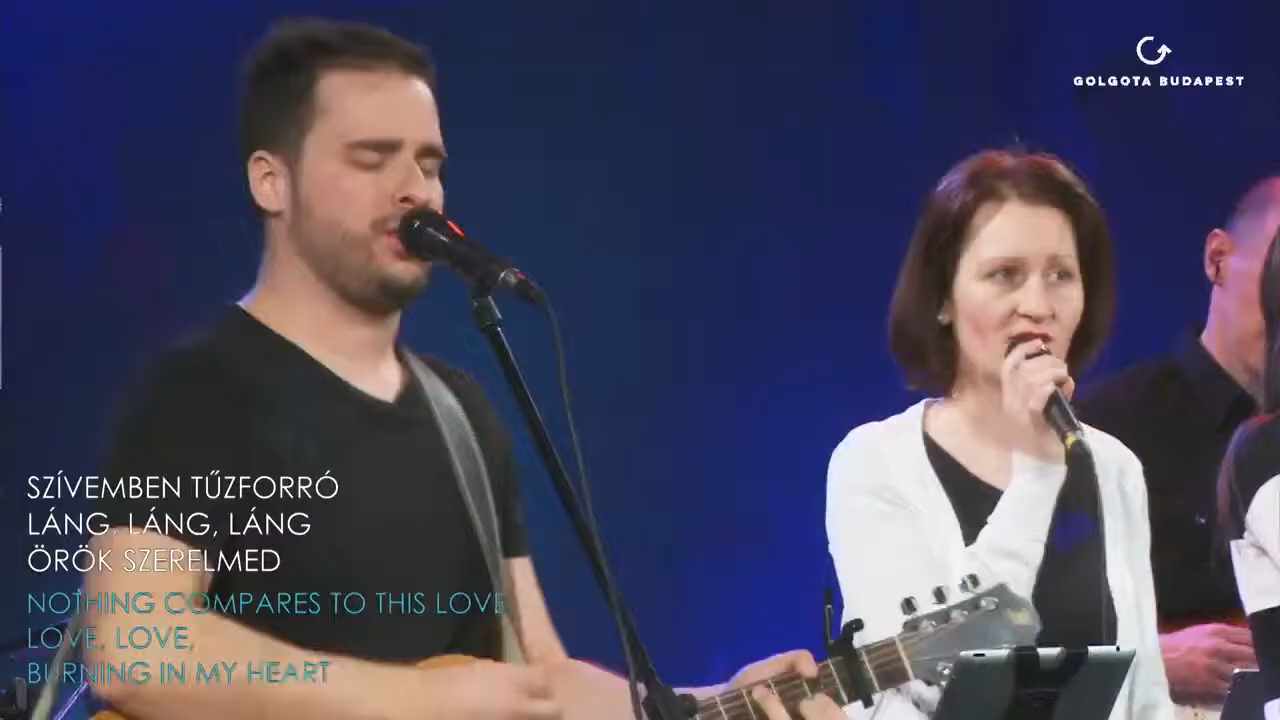 GOLGOTA BUDAPEST
SZÍVEMBEN TŰZFORRÓ
LÁNG, LÁNG, LÁNG
ÖRÖK SZERELMED
NOTHING COMPARES TO THIS LOVE
LOVE, LOVE,
BURNING IN MY HEART